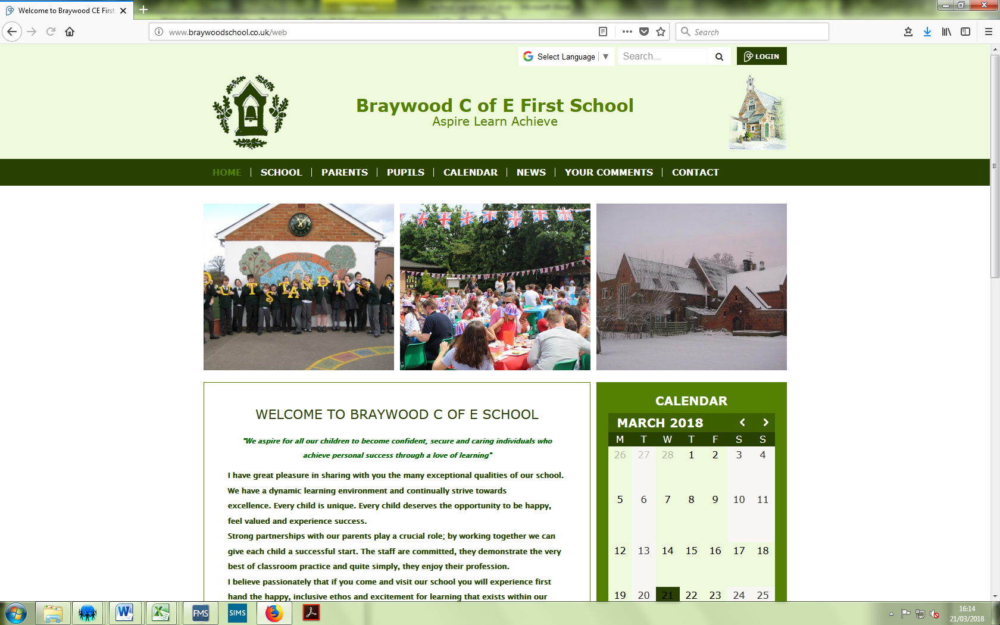 Welcome to Braywood CE First
www.braywoodschool.co.uk/web
Search
Select Language
Search...
LOGIN
Braywood C of E First School
Aspire Learn Achieve
HOME
SCHOOL
PARENTS
PUPILS
CALENDAR
NEWS
YOUR COMMENTS
CONTACT
WELCOME TO
OUTSTANDIN
WELCOME TO BRAYWOOD C OF E SCHOOL
"We aspire for all our children to become confident, secure and caring individuals who
achieve personal success through a love of learning"
I have great pleasure in sharing with you the many exceptional qualities of our school.
We have a dynamic learning environment and continually strive towards
excellence. Every child is unique. Every child deserves the opportunity to be happy,
feel valued and experience success.
Strong partnerships with our parents play a crucial role; by working together we can
give each child a successful start. The staff are committed, they demonstrate the very
best of classroom practice and quite simply, they enjoy their profession.
I believe passionately that if you come and visit our school you will experience first
hand the happy, inclusive ethos and excitement for learning that exists within our
CALENDAR
MARCH 2018
M T W T F S S
26 27 28 1 2 3 4
5 6 7 8 9 10 11
12 13 14 15 16 17 18
19 20 21 22 23 24 25
FMS
SIMS
16:14
21/03/2018